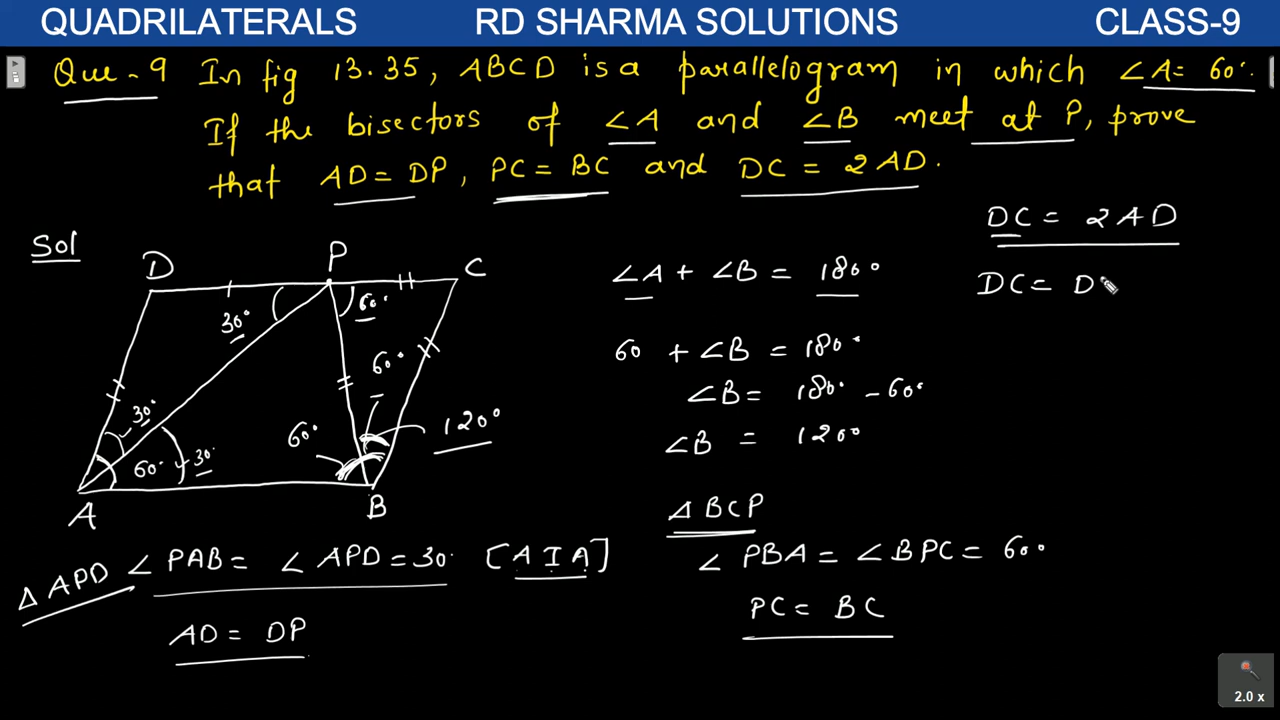 QUADRILATERALS RD SHARMA SOLUTIONS CLASS-9
Que-9 In fig 13.35, ABCD is a parallelogram in which ∠A= 60°.
If the bisectors of ∠A and ∠B meet at P, prove
that AD= DP, PC= BC and DC = 2AD.
Sol
D P C
30° 60°
60°
30°
60° 30°
60°
120°
A B
∠A + ∠B = 180°
60 + ∠B = 180°
∠B= 180° - 60°
∠B = 120°
DC = 2AD
DC= D
△APD ∠PAB= ∠APD=30° [AIA]
AD= DP
△BCP
∠PBA= ∠BPC= 60°
PC= BC
2.0 x